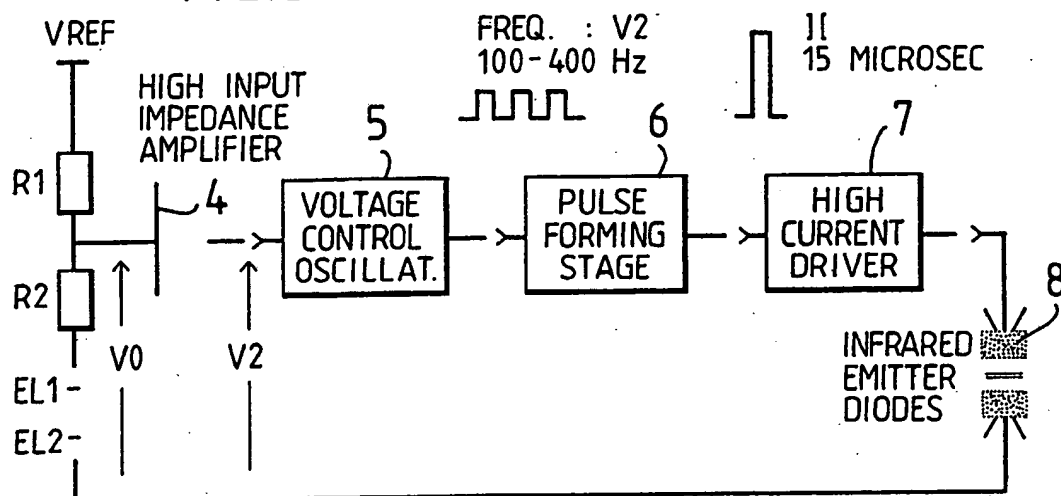 VREF
HIGH INPUT
IMPEDANCE
AMPLIFIER
FREQ. : V2
100-400 Hz
15 MICROSEC
R1
4
5
6
7
VOLTAGE
CONTROL
OSCILLAT.
PULSE
FORMING
STAGE
HIGH
CURRENT
DRIVER
R2
V0
V2
8
INFRARED
EMITTER
DIODES
EL1
EL2